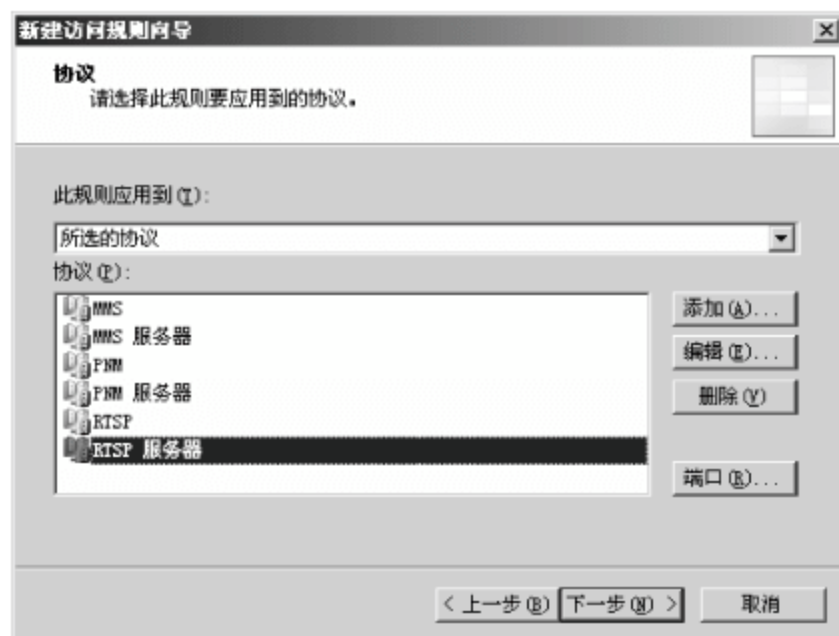 新建访问规则向导
协议
请选择此规则要应用到的协议。
此规则应用到(T):
所选的协议
协议(P):
MMS
MMS 服务器
PNM
PNM 服务器
RTSP
RTSP 服务器
添加(A)...
编辑(E)...
删除(V)
端口(R)...
< 上一步(B)
下一步(N) >
取消